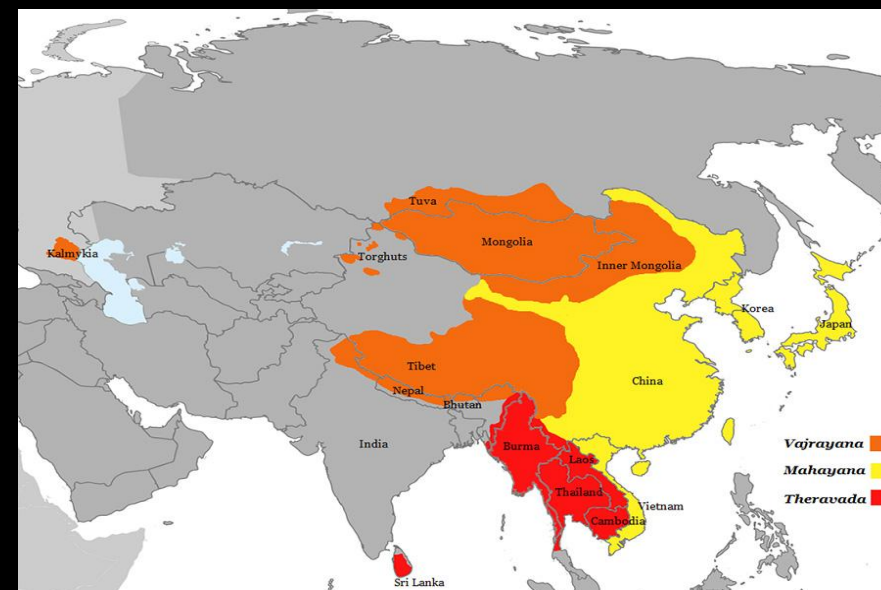 Tuva
Mongolia
Kalmykia
Torghuts
Inner Mongolia
Korea
Japan
Tibet
China
Nepal
Bhutan
India
Burma
Laos
Thailand
Vietnam
Cambodia
Sri Lanka
Vajrayana
Mahayana
Theravada